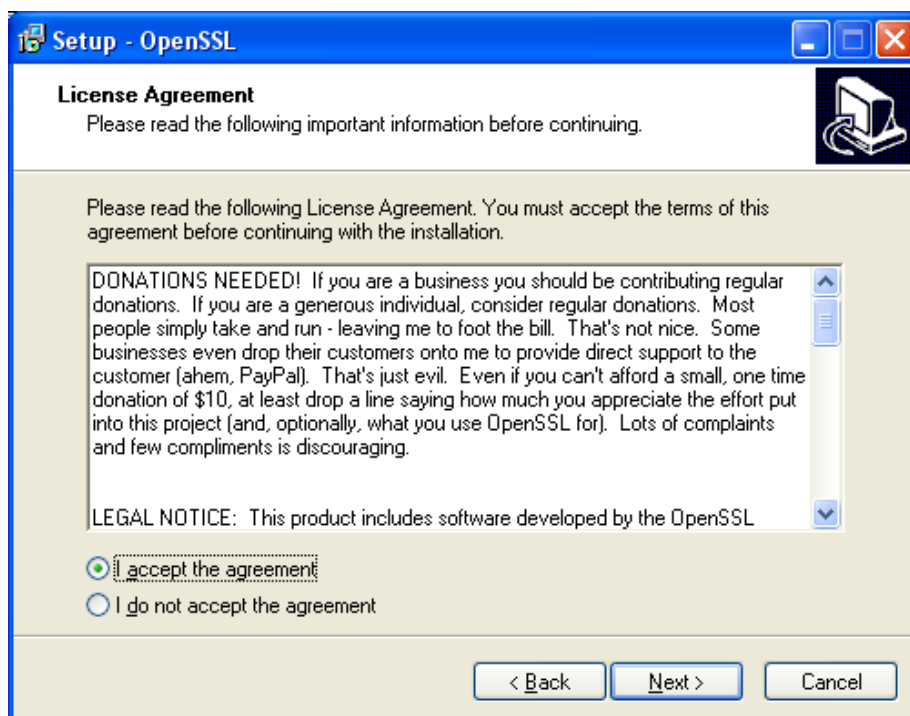 Setup - OpenSSL
License Agreement
Please read the following important information before continuing.
Please read the following License Agreement. You must accept the terms of this
agreement before continuing with the installation.
DONATIONS NEEDED!  If you are a business you should be contributing regular
donations.  If you are a generous individual, consider regular donations.  Most
people simply take and run - leaving me to foot the bill.  That's not nice.  Some
businesses even drop their customers onto me to provide direct support to the
customer (ahem, PayPal).  That's just evil.  Even if you can't afford a small, one time
donation of $10, at least drop a line saying how much you appreciate the effort put
into this project (and, optionally, what you use OpenSSL for).  Lots of complaints
and few compliments is discouraging.
LEGAL NOTICE:  This product includes software developed by the OpenSSL
I accept the agreement
I do not accept the agreement
< Back
Next >
Cancel